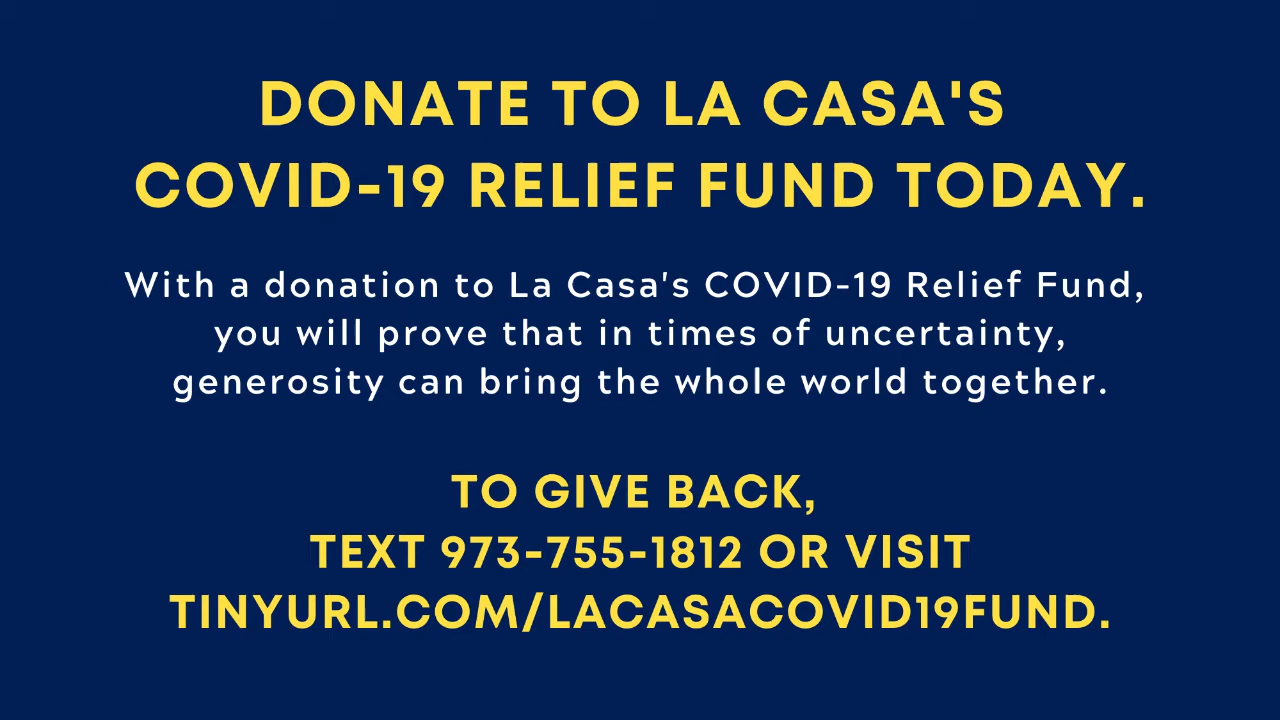 DONATE TO LA CASA'S
COVID-19 RELIEF FUND TODAY.
With a donation to La Casa's COVID-19 Relief Fund,
you will prove that in times of uncertainty,
generosity can bring the whole world together.
TO GIVE BACK,
TEXT 973-755-1812 OR VISIT
TINYURL.COM/LACASACOVID19FUND.